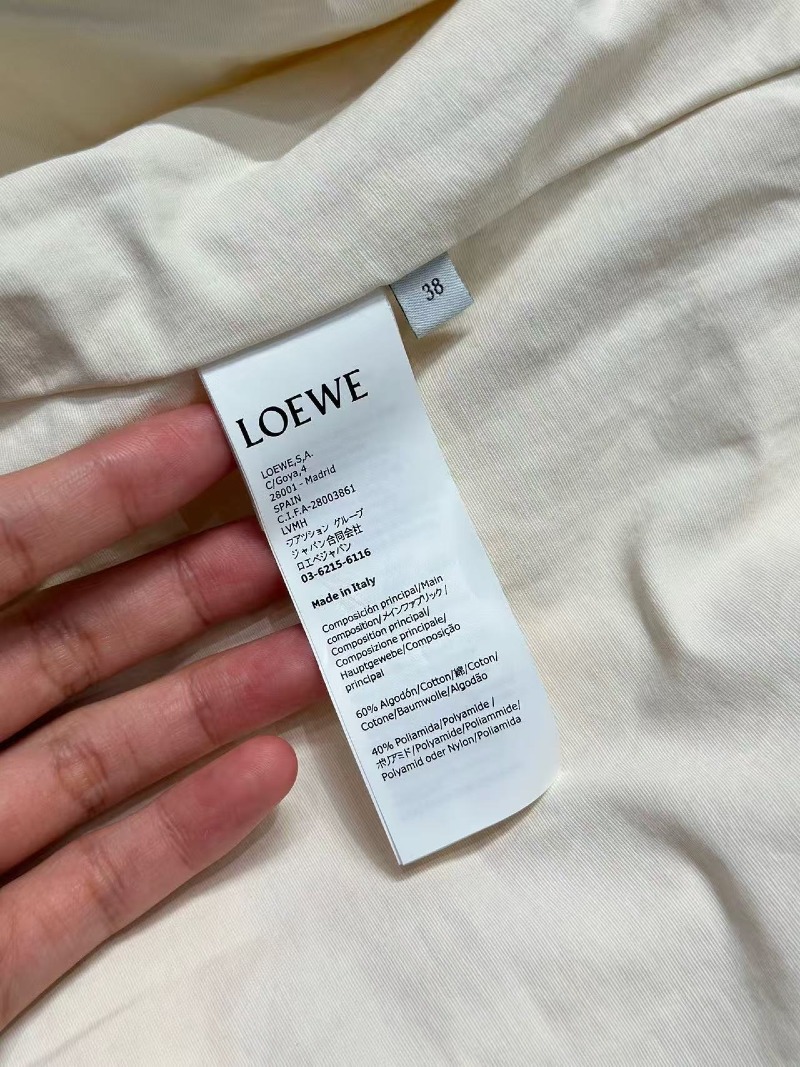 38
LOEWE
LOEWE,S,A.
C/Goya,4
28001 - Madrid
SPAIN
C.I.F.A-28003861
LVMH
フアツション グループ
ジャパン合同会社
ロエベジャパン
03-6215-6116
Made in Italy
Composición principal/Main
composition/メインファブリック/
Composition principal/
Composizione principale/
Hauptgewebe/Composição
principal
60% Algodón/Cotton/綿/Coton/
Cotone/Baumwolle/Algodão
40% Poliamida/Polyamide /
ポリアミド/Polyamide/Poliammide/
Polyamid oder Nylon/Poliamida